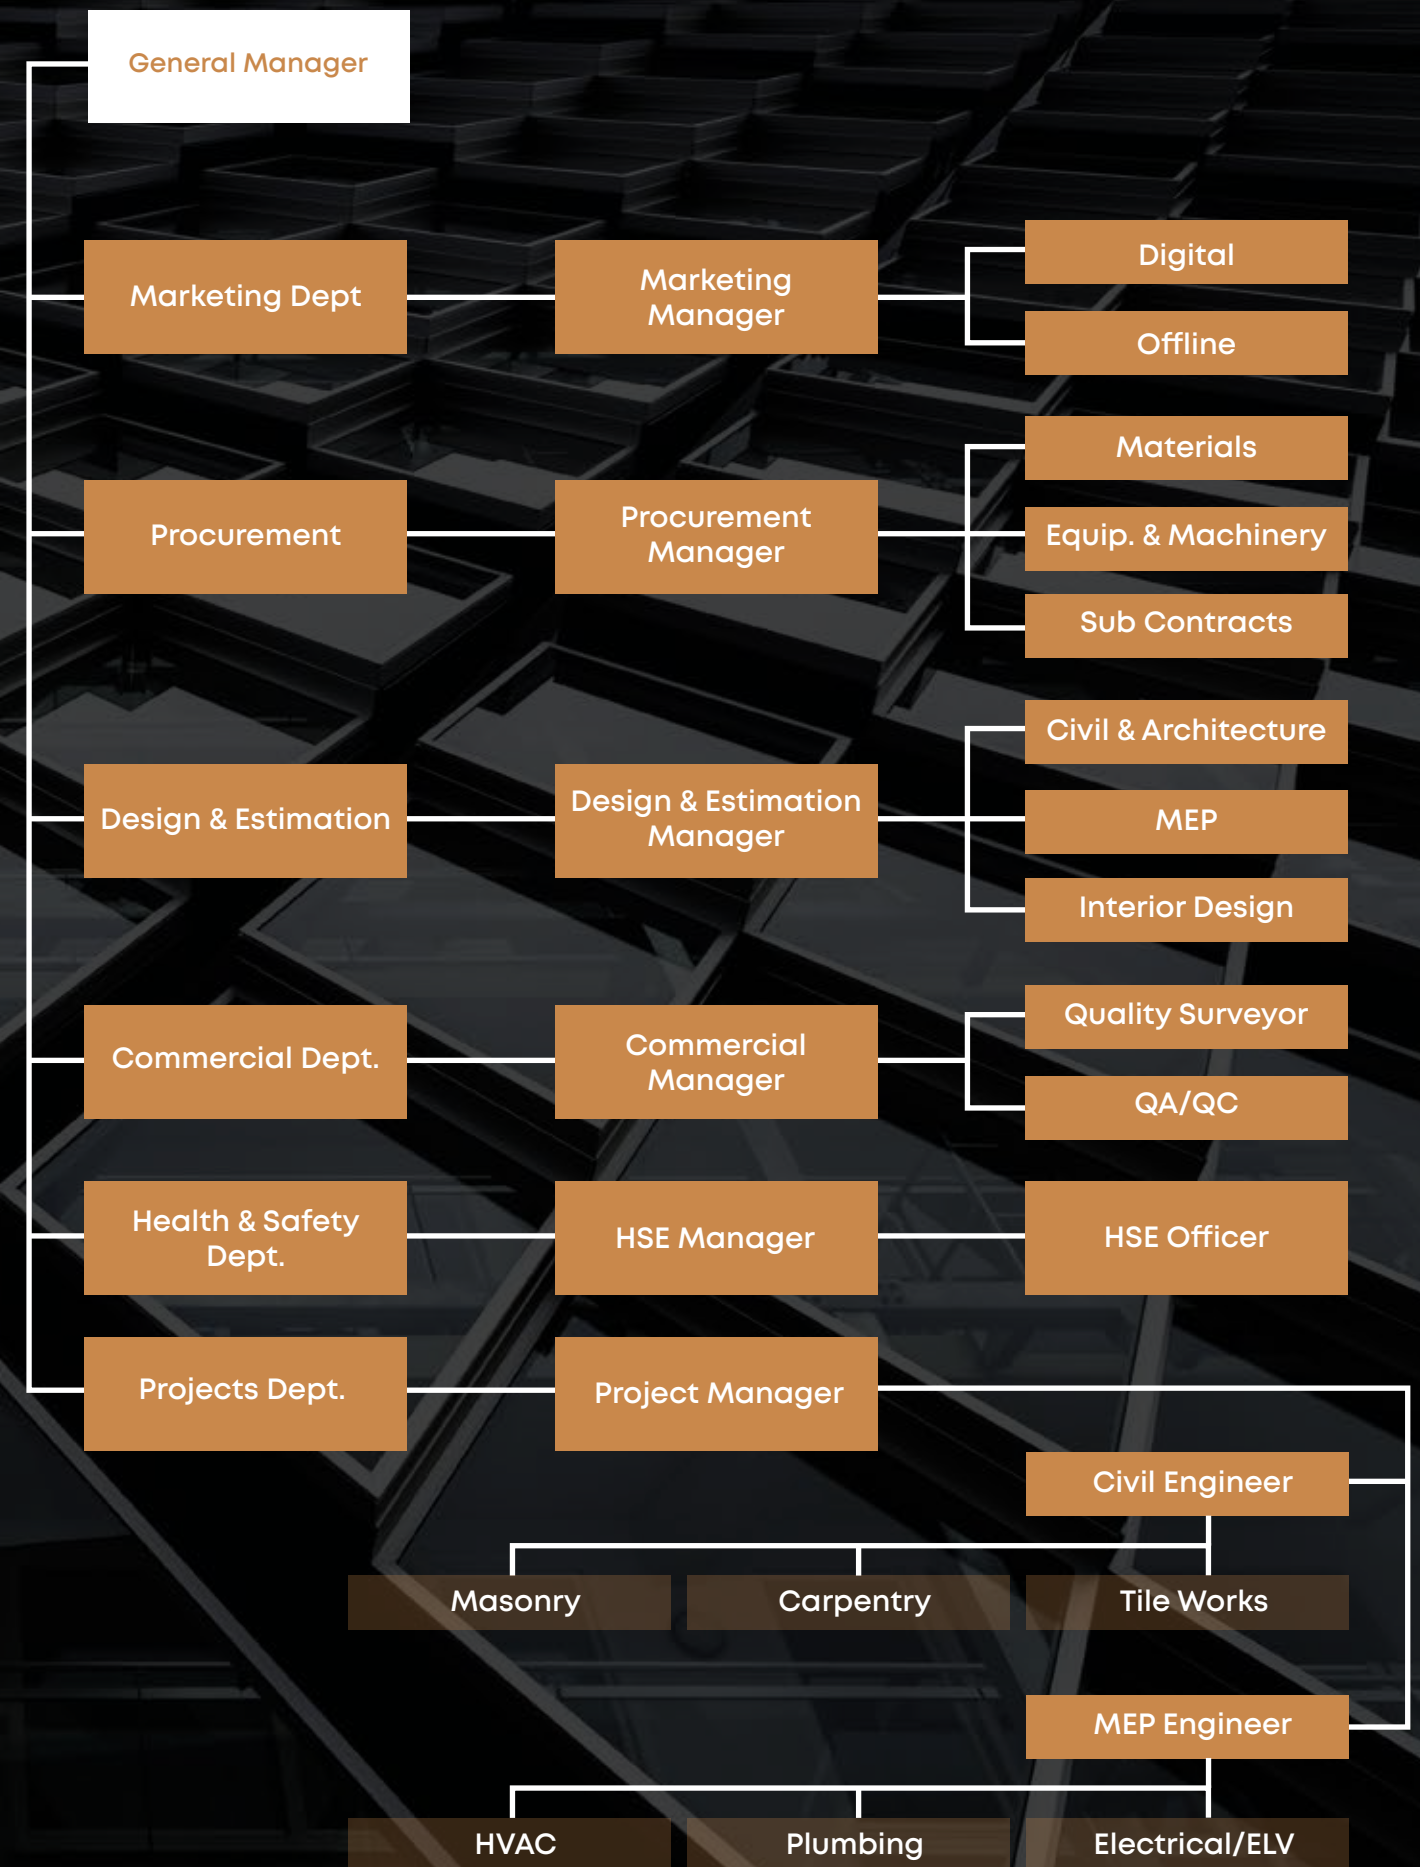 General Manager
Marketing Dept
Marketing
Manager
Digital
Offline
Procurement
Procurement
Manager
Materials
Equip. & Machinery
Sub Contracts
Design & Estimation
Design & Estimation
Manager
Civil & Architecture
MEP
Interior Design
Commercial Dept.
Commercial
Manager
Quality Surveyor
QA/QC
Health & Safety
Dept.
HSE Manager
HSE Officer
Projects Dept.
Project Manager
Civil Engineer
Masonry
Carpentry
Tile Works
MEP Engineer
HVAC
Plumbing
Electrical/ELV